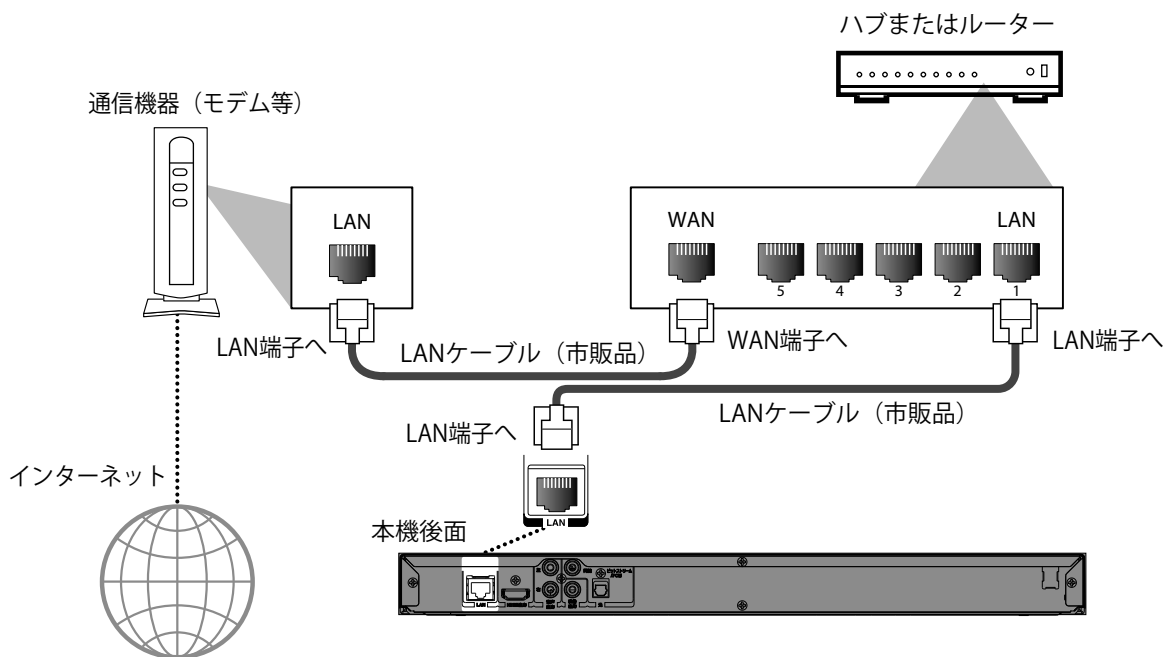 ハブまたはルーター
通信機器（モデム等）
LAN
WAN
LAN
5
4
3
2
1
LAN端子へ
LANケーブル（市販品）
WAN端子へ
LAN端子へ
LANケーブル（市販品）
LAN端子へ
インターネット
LAN
本機後面
LAN